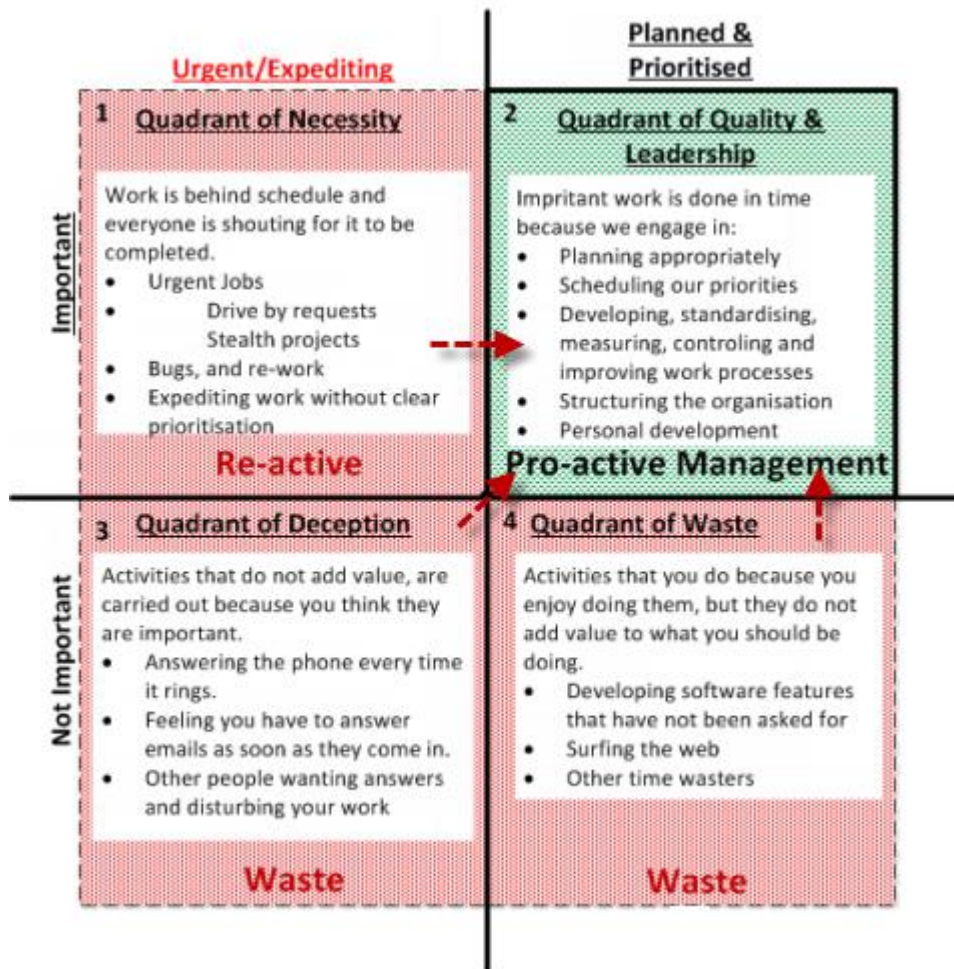 Urgent/Expediting
Planned &
Prioritised
Important
1 Quadrant of Necessity
Work is behind schedule and
everyone is shouting for it to be
completed.
• Urgent Jobs
• Drive by requests
Stealth projects
• Bugs, and re-work
• Expediting work without clear
prioritisation
Re-active
2 Quadrant of Quality &
Leadership
Impritant work is done in time
because we engage in:
• Planning appropriately
• Scheduling our priorities
• Developing, standardising,
measuring, controling and
improving work processes
• Structuring the organisation
• Personal development
Pro-active Management
Not Important
3 Quadrant of Deception
Activities that do not add value, are
carried out because you think they
are important.
• Answering the phone every time
it rings.
• Feeling you have to answer
emails as soon as they come in.
• Other people wanting answers
and disturbing your work
Waste
4 Quadrant of Waste
Activities that you do because you
enjoy doing them, but they do not
add value to what you should be
doing.
• Developing software features
that have not been asked for
• Surfing the web
• Other time wasters
Waste